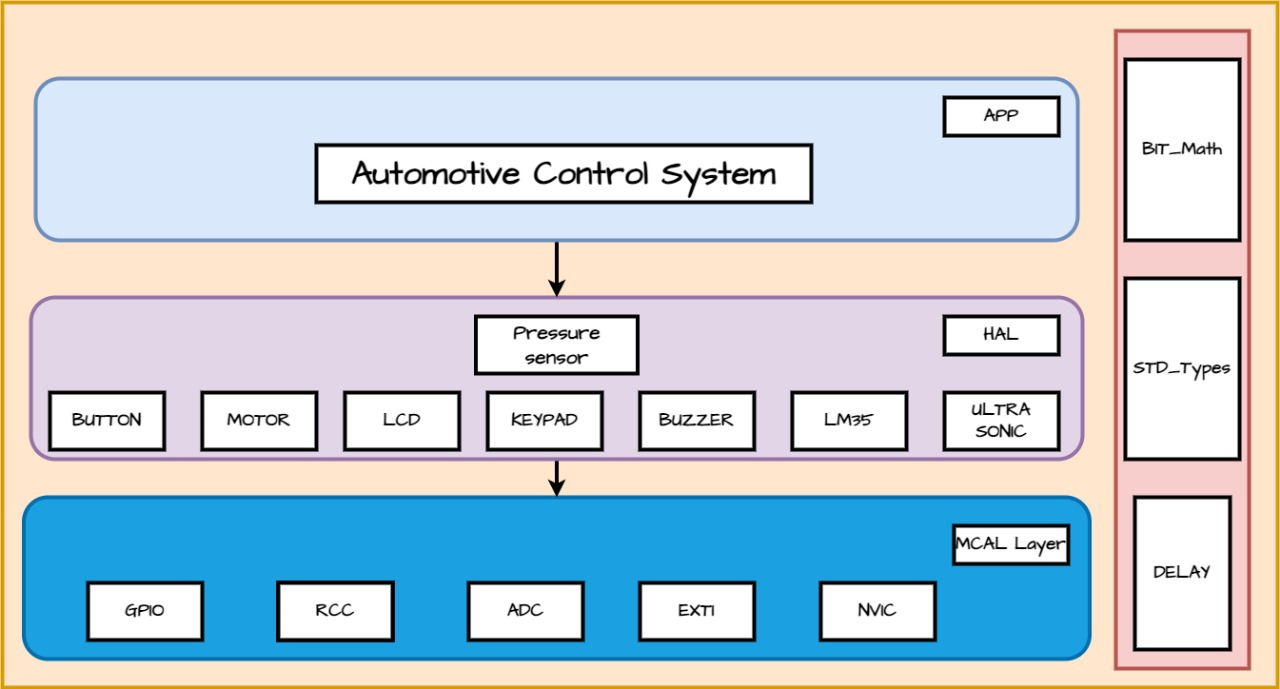 APP
Automotive Control System
Pressure
sensor
HAL
BUTTON
MOTOR
LCD
KEYPAD
BUZZER
LM35
ULTRA
SONIC
MCAL Layer
GPIO
RCC
ADC
EXTI
NVIC
BIT_Math
STD_Types
DELAY